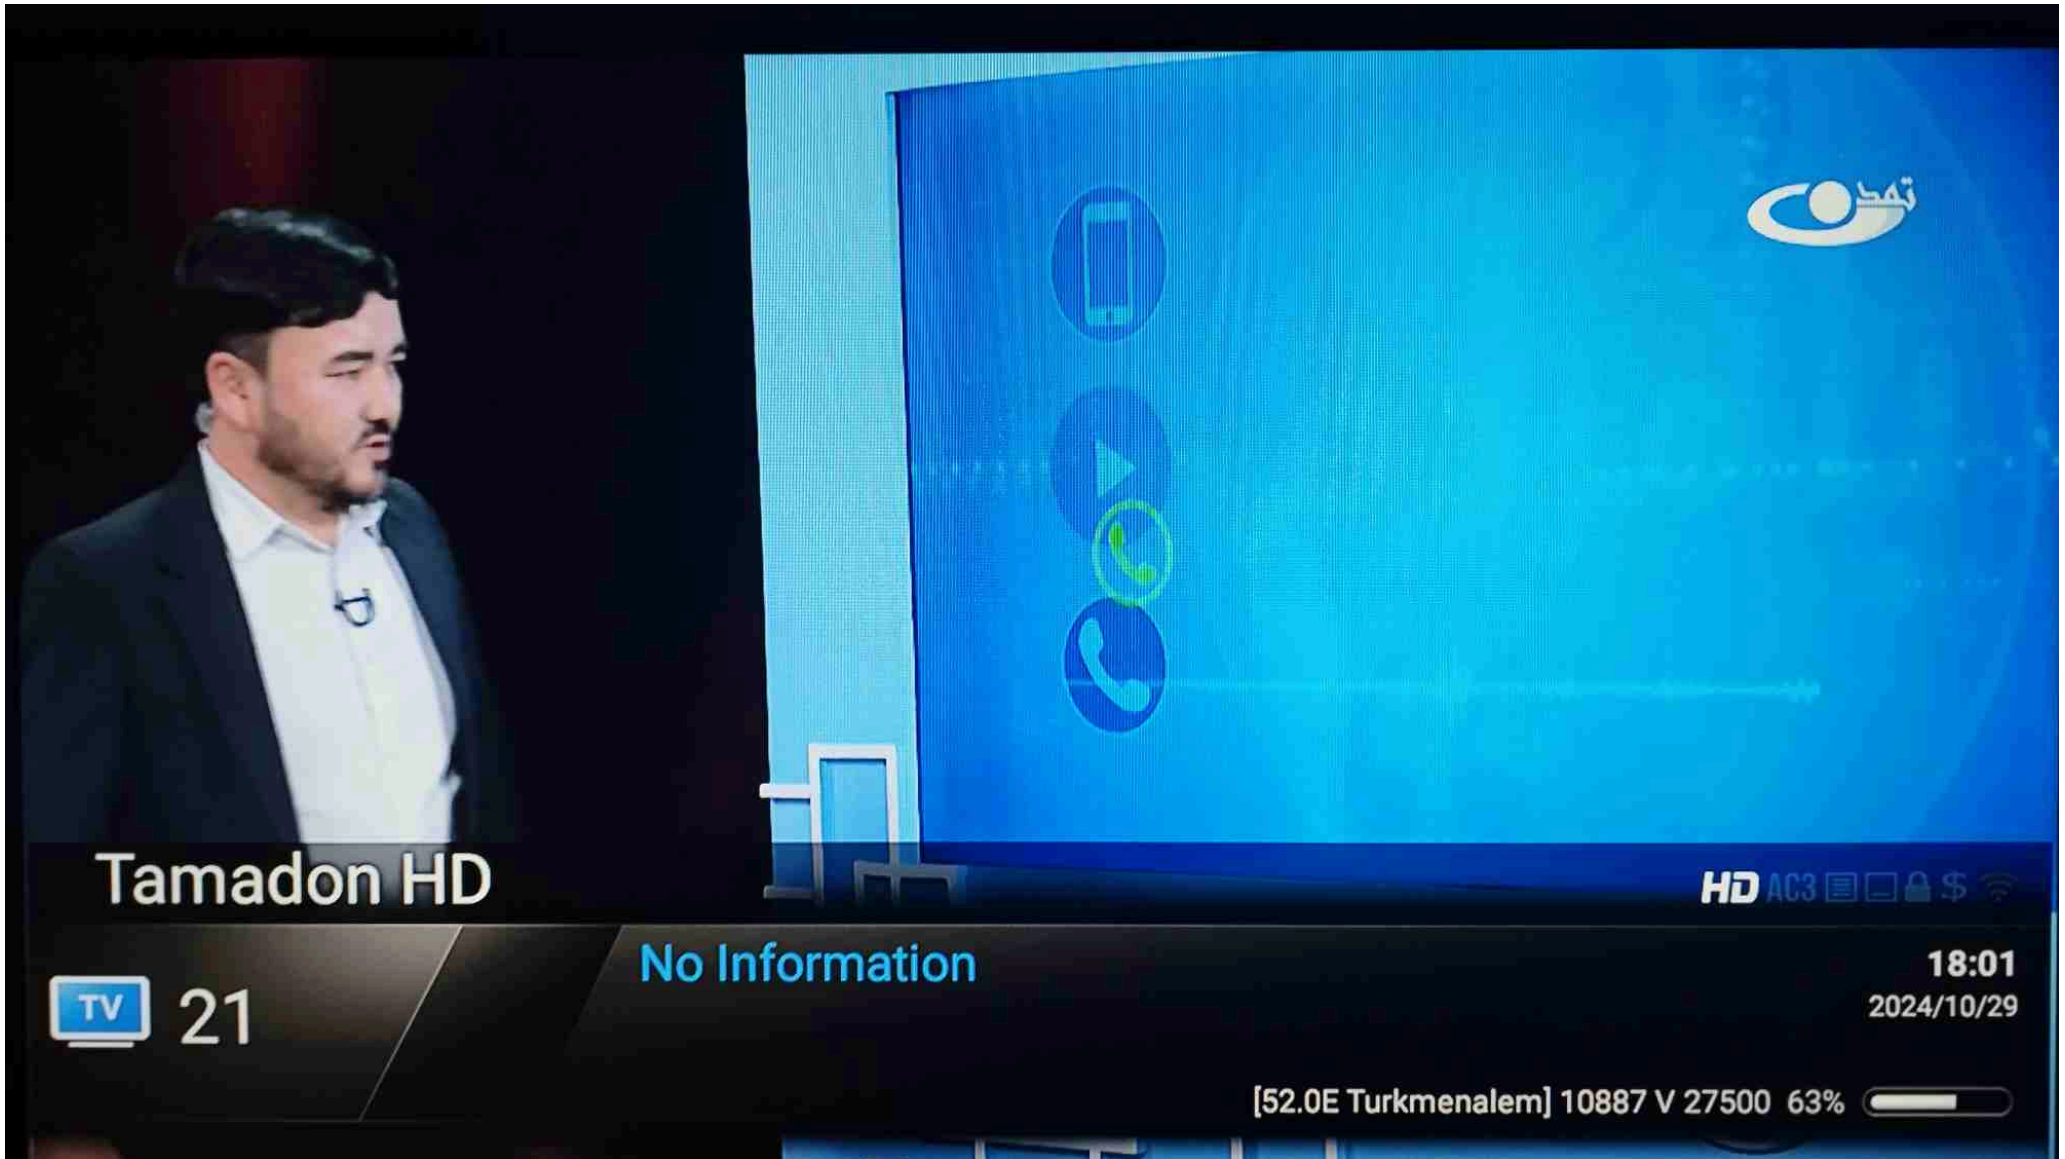 تمدن
Tamadon HD
HD AC3 $
TV 21
No Information
18:01
2024/10/29
[52.0E Turkmenalem] 10887 V 27500 63%